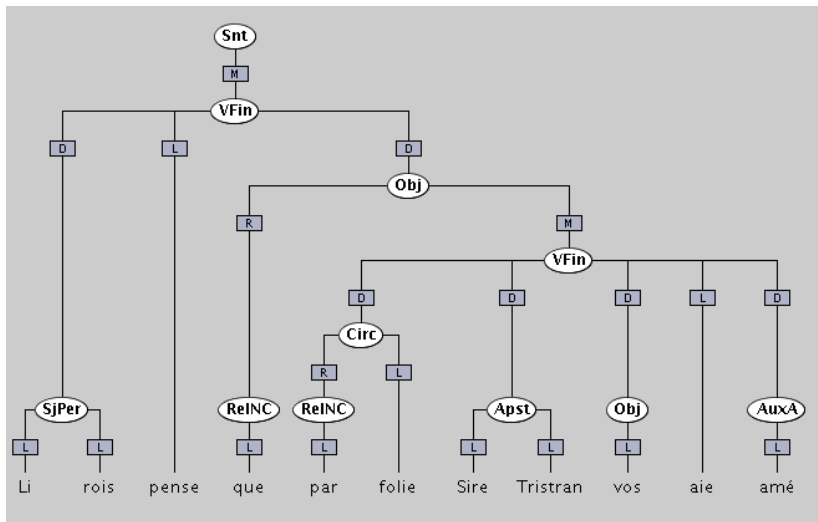 Snt
M
VFin
D L D
Obj
R M
VFin
D D D L D
Circ
R L
SjPer RelNC RelNC Apst Obj AuxA
L L L L L L L L
Li rois pense que par folie Sire Tristran vos aie amé